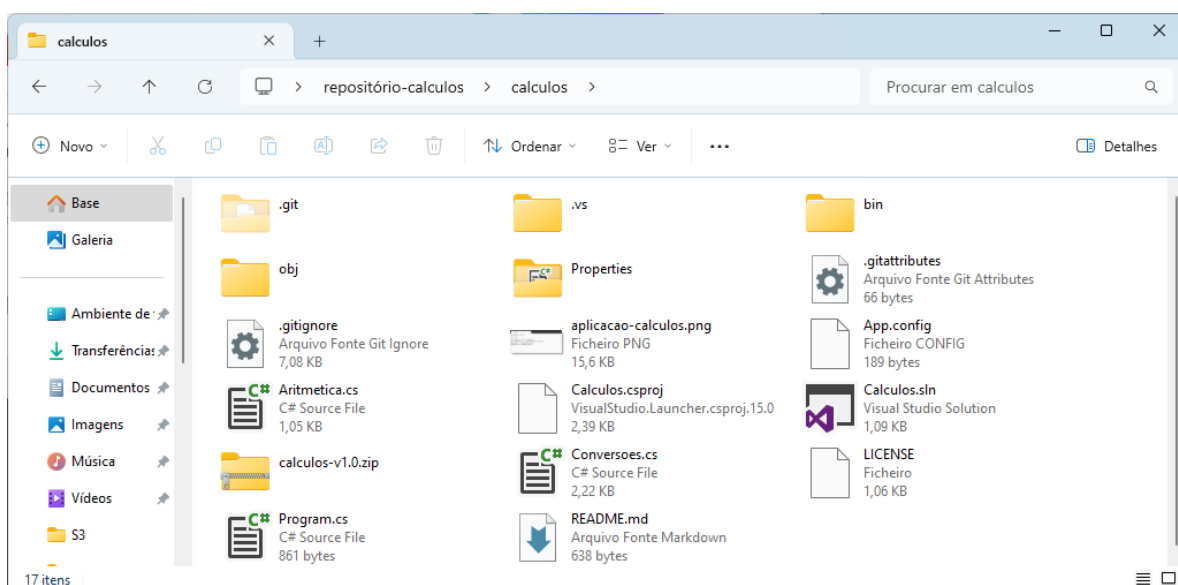 calculos
repositório-calculos > calculos >
Procurar em calculos
Novo
Ordenar
Ver
Detalhes
Base
Galeria
Ambiente de
Transferências
Documentos
Imagens
Música
Vídeos
S3
.git
.vs
bin
obj
Properties
.gitattributes
Arquivo Fonte Git Attributes
66 bytes
.gitignore
Arquivo Fonte Git Ignore
7,08 KB
aplicacao-calculos.png
Ficheiro PNG
15,6 KB
App.config
Ficheiro CONFIG
189 bytes
Aritmetica.cs
C# Source File
1,05 KB
Calculos.csproj
VisualStudio.Launcher.csproj.15.0
2,39 KB
Calculos.sln
Visual Studio Solution
1,09 KB
calculos-v1.0.zip
Conversoes.cs
C# Source File
2,22 KB
LICENSE
Ficheiro
1,06 KB
Program.cs
C# Source File
861 bytes
README.md
Arquivo Fonte Markdown
638 bytes
17 itens